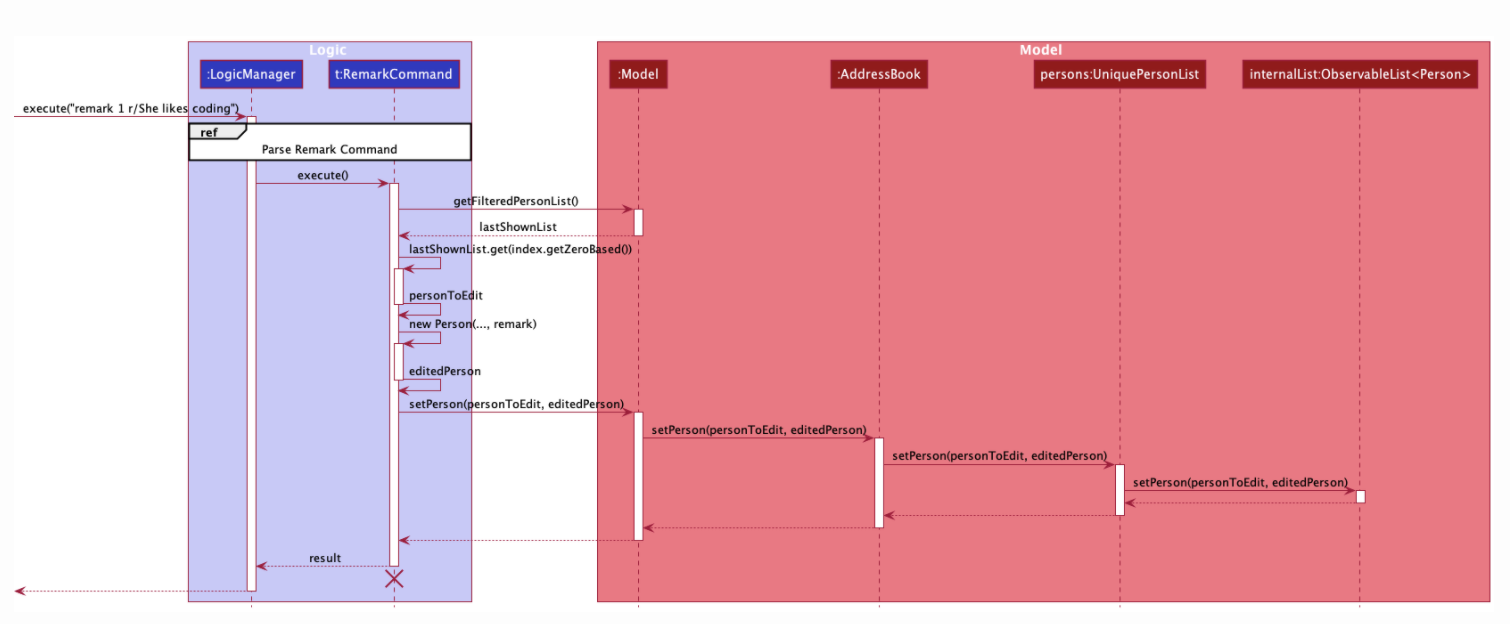 Logic
Model
:LogicManager
t:RemarkCommand
:Model
:AddressBook
persons:UniquePersonList
internalList:ObservableList<Person>
execute("remark 1 r/She likes coding")
ref
Parse Remark Command
execute()
getFilteredPersonList()
lastShownList
lastShownList.get(index.getZeroBased())
personToEdit
new Person(..., remark)
editedPerson
setPerson(personToEdit, editedPerson)
setPerson(personToEdit, editedPerson)
setPerson(personToEdit, editedPerson)
setPerson(personToEdit, editedPerson)
result